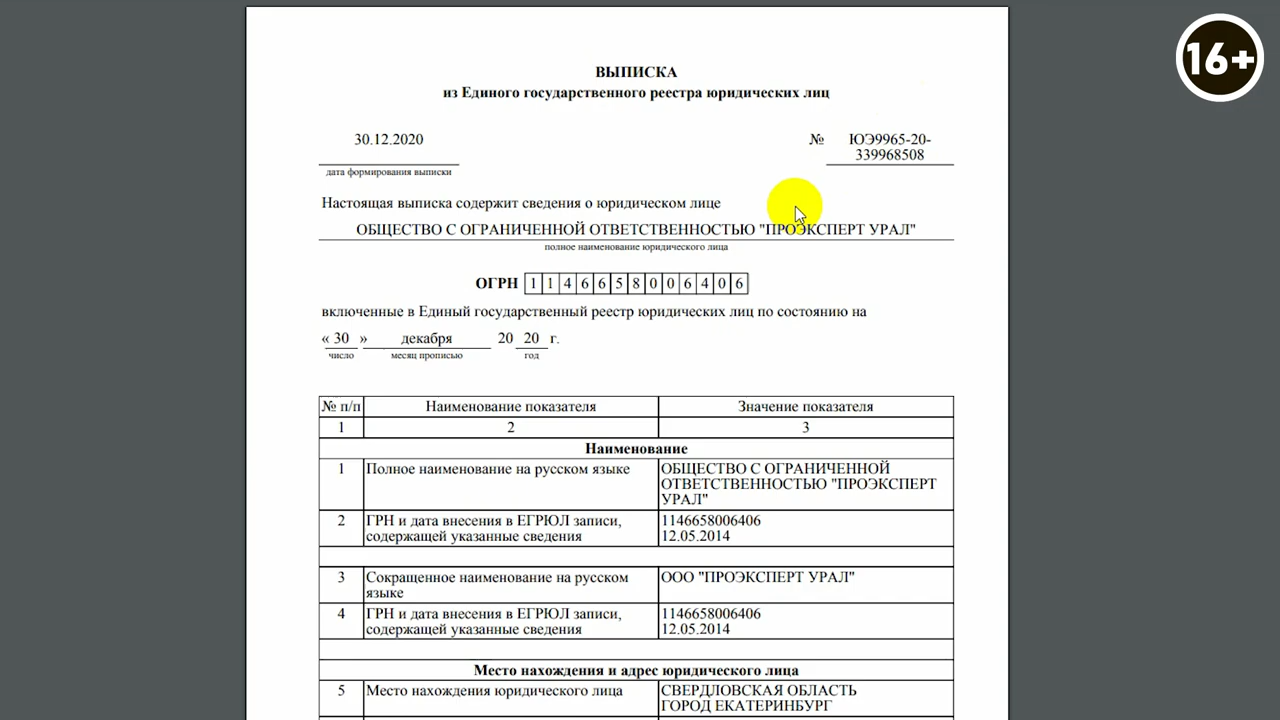 16+
ВЫПИСКА
из Единого государственного реестра юридических лиц
30.12.2020
№
ЮЭ9965-20-
339968508
дата формирования выписки
Настоящая выписка содержит сведения о юридическом лице
ОБЩЕСТВО С ОГРАНИЧЕННОЙ ОТВЕТСТВЕННОСТЬЮ "ПРОЭКСПЕРТ УРАЛ"
полное наименование юридического лица
ОГРН 1 1 4 6 6 5 8 0 0 6 4 0 6
включенные в Единый государственный реестр юридических лиц по состоянию на
« 30 » декабря 20 20 г.
число месяц прописью год
№ п/п Наименование показателя Значение показателя
1 2 3
Наименование
1 Полное наименование на русском языке ОБЩЕСТВО С ОГРАНИЧЕННОЙ
ОТВЕТСТВЕННОСТЬЮ "ПРОЭКСПЕРТ
УРАЛ"
2 ГРН и дата внесения в ЕГРЮЛ записи, 1146658006406
содержащей указанные сведения 12.05.2014
3 Сокращенное наименование на русском ООО "ПРОЭКСПЕРТ УРАЛ"
языке
4 ГРН и дата внесения в ЕГРЮЛ записи, 1146658006406
содержащей указанные сведения 12.05.2014
Место нахождения и адрес юридического лица
5 Место нахождения юридического лица СВЕРДЛОВСКАЯ ОБЛАСТЬ
ГОРОД ЕКАТЕРИНБУРГ